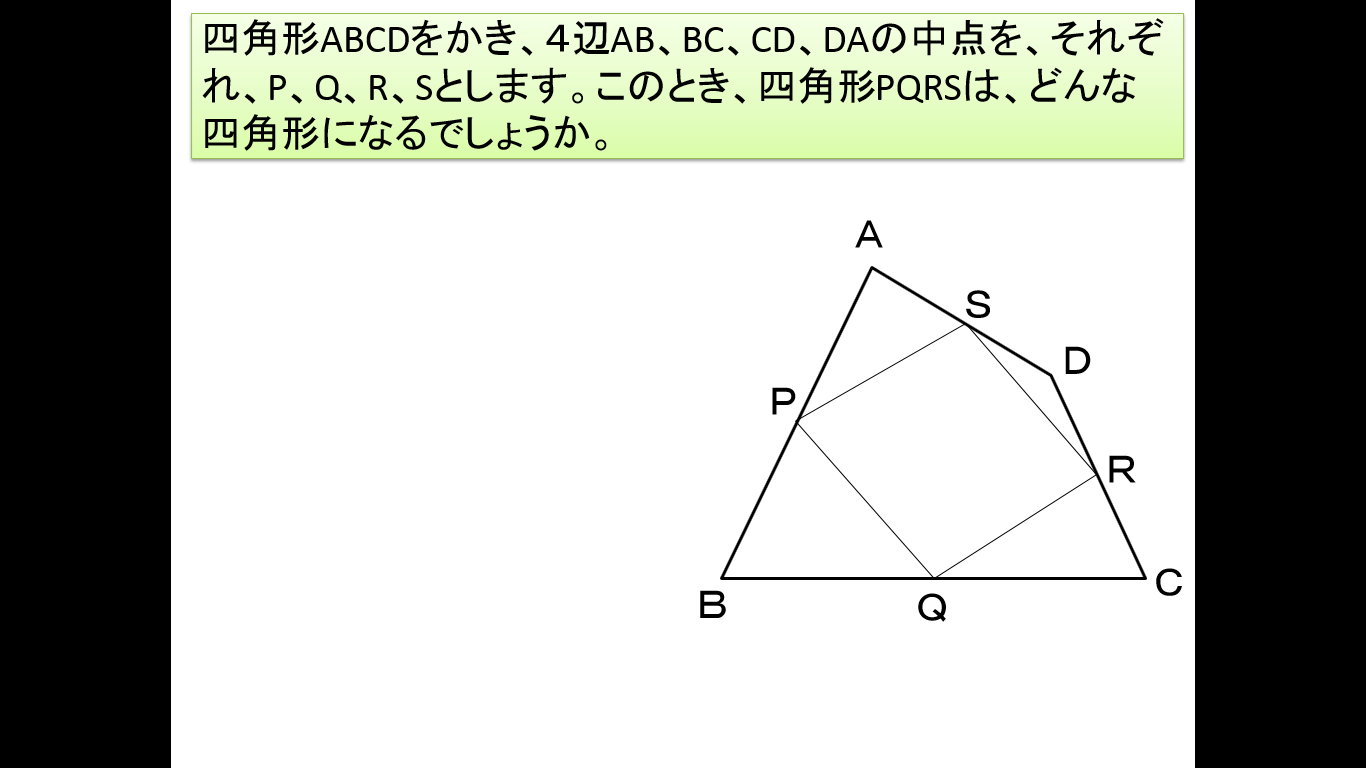 四角形ABCDをかき、４辺AB、BC、CD、DAの中点を、それぞ
れ、P、Q、R、Sとします。このとき、四角形PQRSは、どんな
四角形になるでしょうか。
A
S
D
P
R
B
Q
C